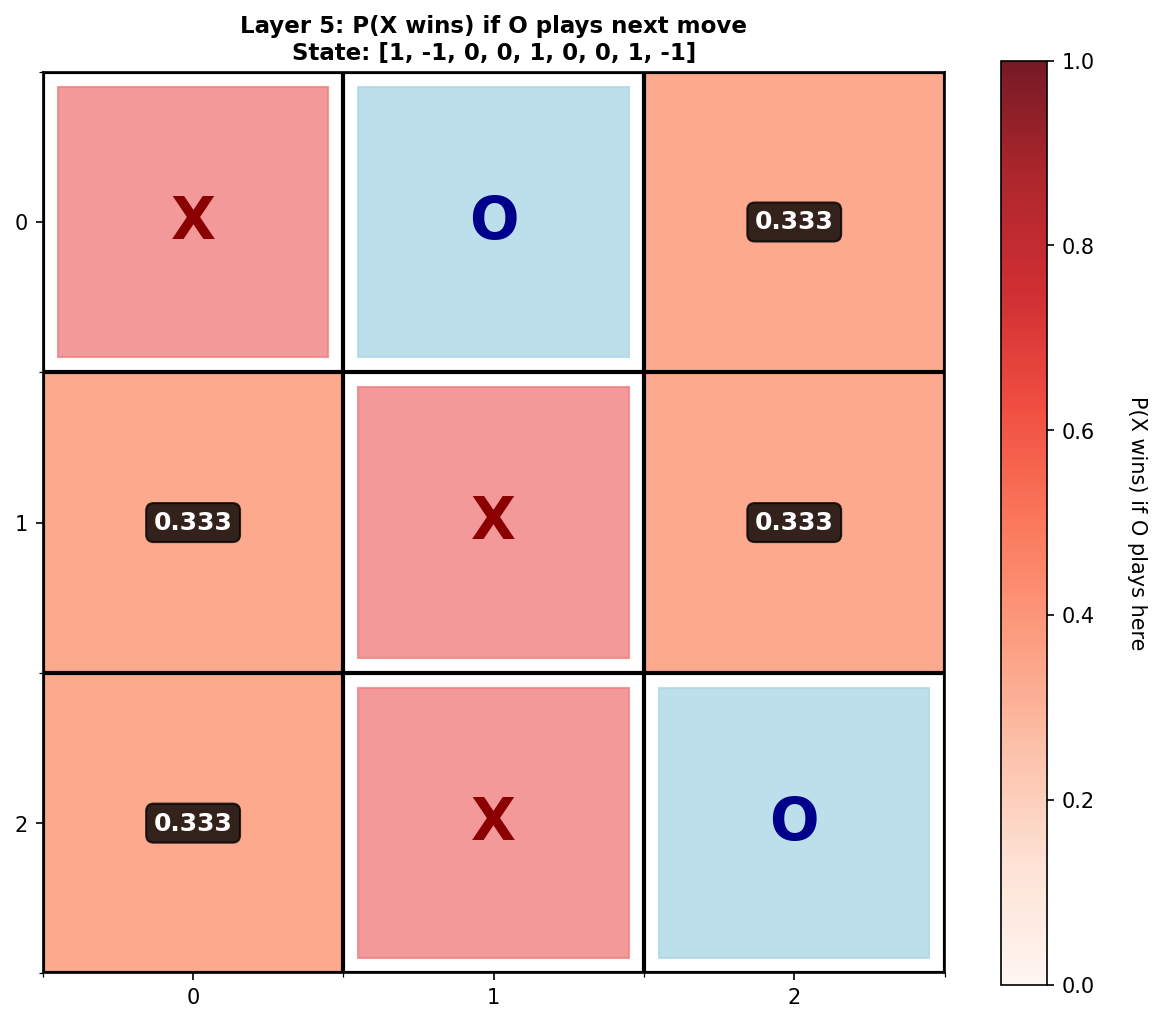 Layer 5: P(X wins) if O plays next move
State: [1, -1, 0, 0, 1, 0, 0, 1, -1]
0
X
O
0.333
1
0.333
X
0.333
2
0.333
X
O
0
1
2
1.0
0.8
0.6
0.4
0.2
0.0
P(X wins) if O plays here